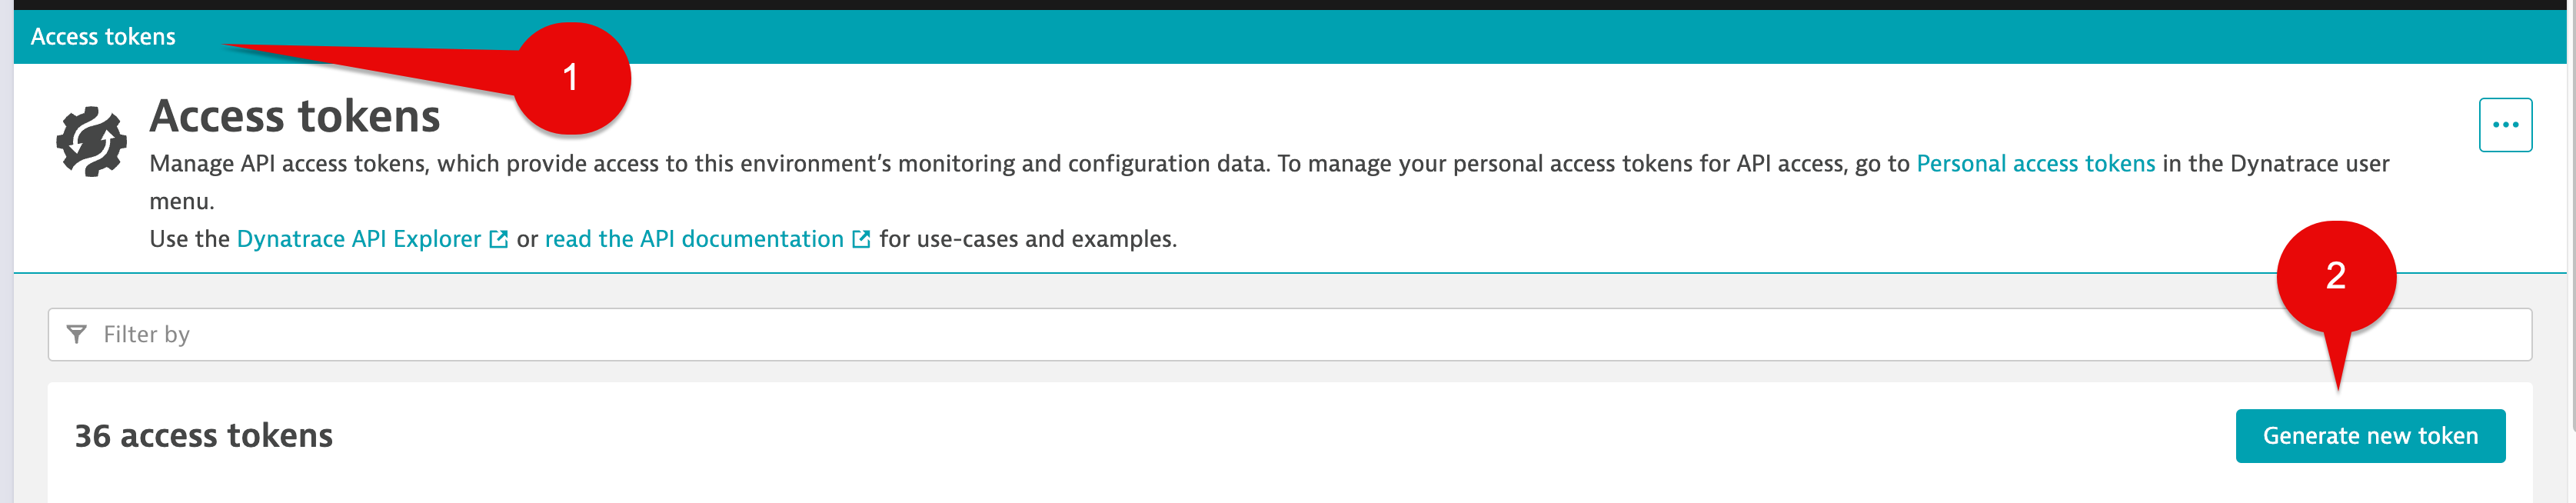 Access tokens
1
Access tokens
Manage API access tokens, which provide access to this environment's monitoring and configuration data. To manage your personal access tokens for API access, go to Personal access tokens in the Dynatrace user
menu.
Use the Dynatrace API Explorer or read the API documentation for use-cases and examples.
2
Filter by
36 access tokens
Generate new token